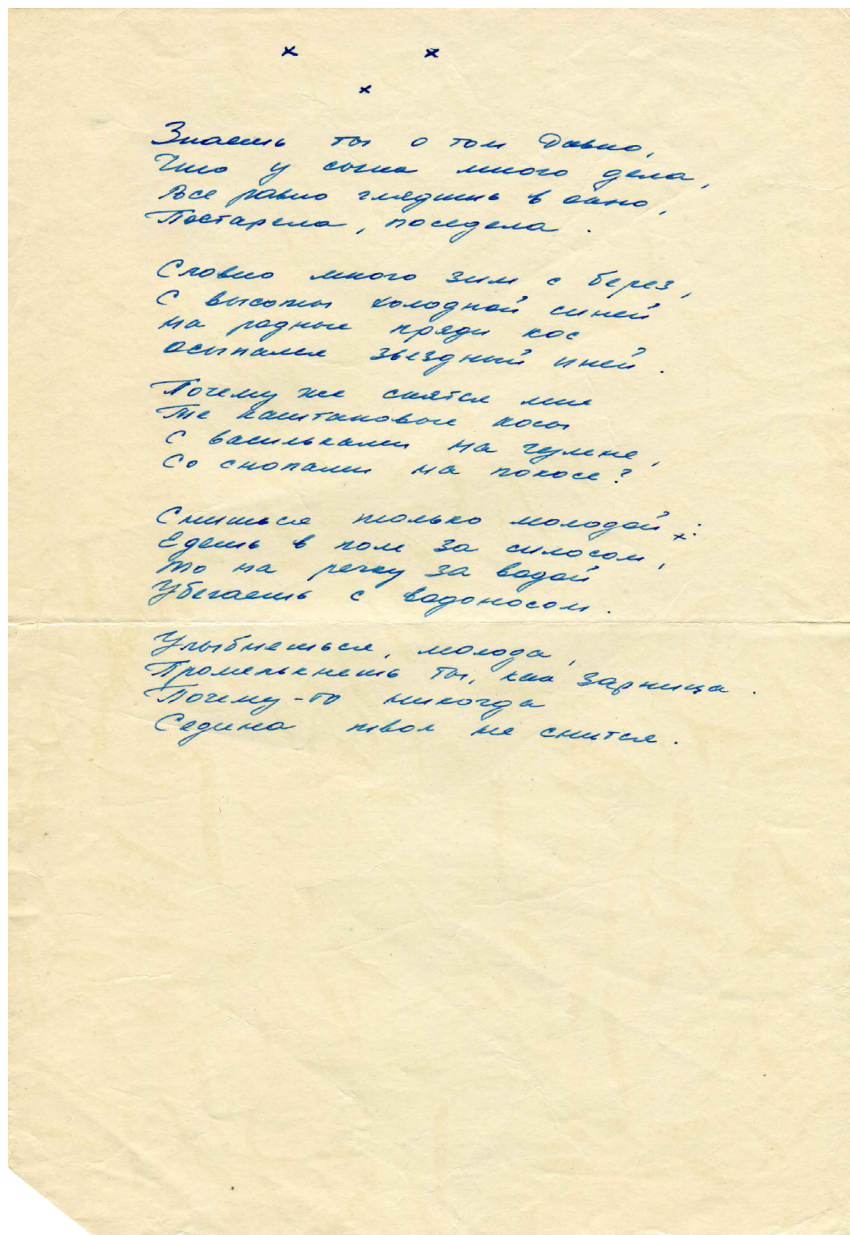 х х
х
Знаешь ты о том давно,
Что у сына много дела,
Все равно глядишь в окно,
Постарела, поседела.
Словно много зим с берез,
С высоты холодной синей
На родные пряди кос
Осыпался звездный иней.
Почему же снятся мне
Те каштановые косы
С васильками на гумне,
Со снопами на покосе?
Снишься только молодой:
Едешь в поле за силосом,
То на речку за водой
Убегаешь с водоносом.
Улыбнешься, молода,
Промелькнешь ты, как зарница.
Почему-то никогда
Седина твоя не снится.